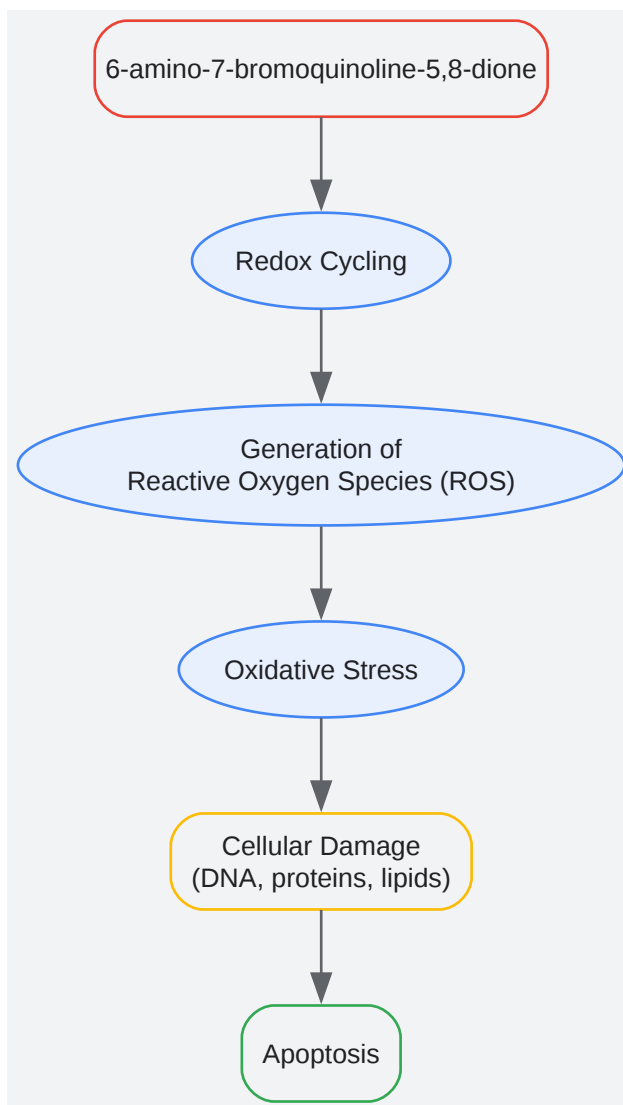 6-amino-7-bromoquinoline-5,8-dione
Redox Cycling
Generation of
Reactive Oxygen Species (ROS)
Oxidative Stress
Cellular Damage
(DNA, proteins, lipids)
Apoptosis